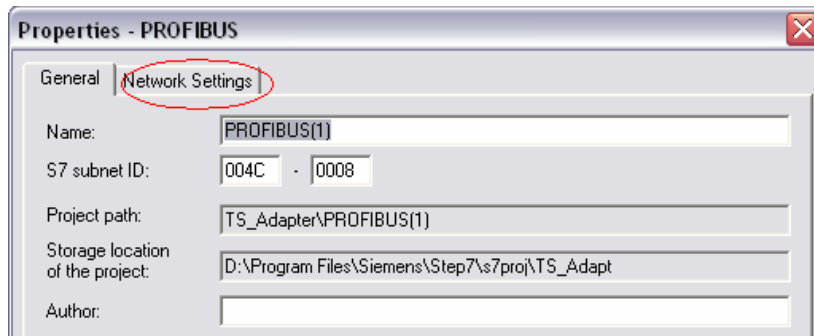 Properties - PROFIBUS
General Network Settings
Name: PROFIBUS(1)
S7 subnet ID: 004C - 0008
Project path: TS_Adapter\PROFIBUS(1)
Storage location
of the project: D:\Program Files\Siemens\Step7\s7proj\TS_Adapt
Author: